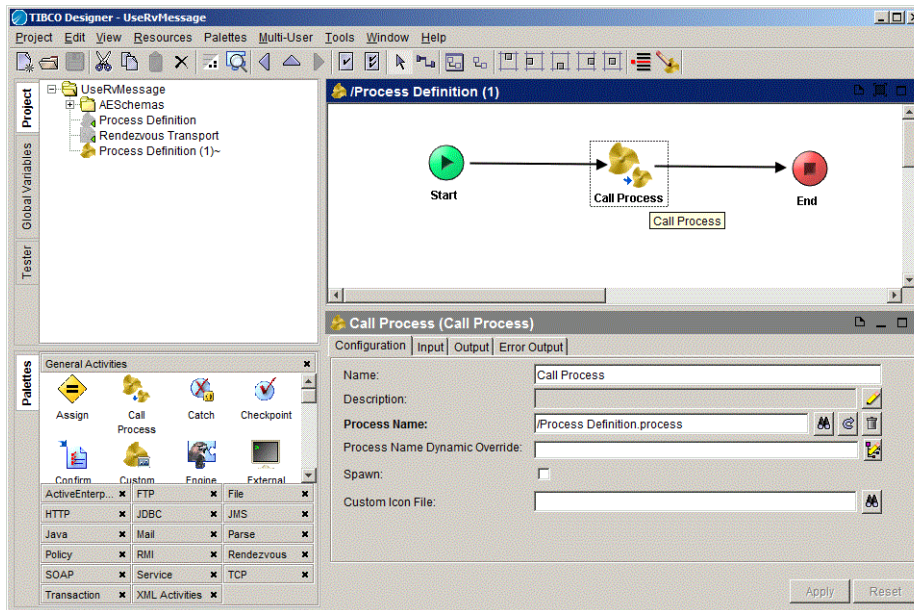 TIBCO Designer - UseRvMessage
Project Edit View Resources Palettes Multi-User Tools Window Help
Project
Global Variables
Tester
UseRvMessage
AESchemas
Process Definition
Rendezvous Transport
Process Definition (1)~
/Process Definition (1)
Start
Call Process
End
Call Process
Palettes
General Activities
Assign
Call Process
Catch
Checkpoint
Confirm
Custom
Engine
External
ActiveEnterp... FTP File
HTTP JDBC JMS
Java Mail Parse
Policy RMI Rendezvous
SOAP Service TCP
Transaction XML Activities
Call Process (Call Process)
Configuration Input Output Error Output
Name: Call Process
Description:
Process Name: /Process Definition.process
Process Name Dynamic Override:
Spawn:
Custom Icon File:
Apply Reset